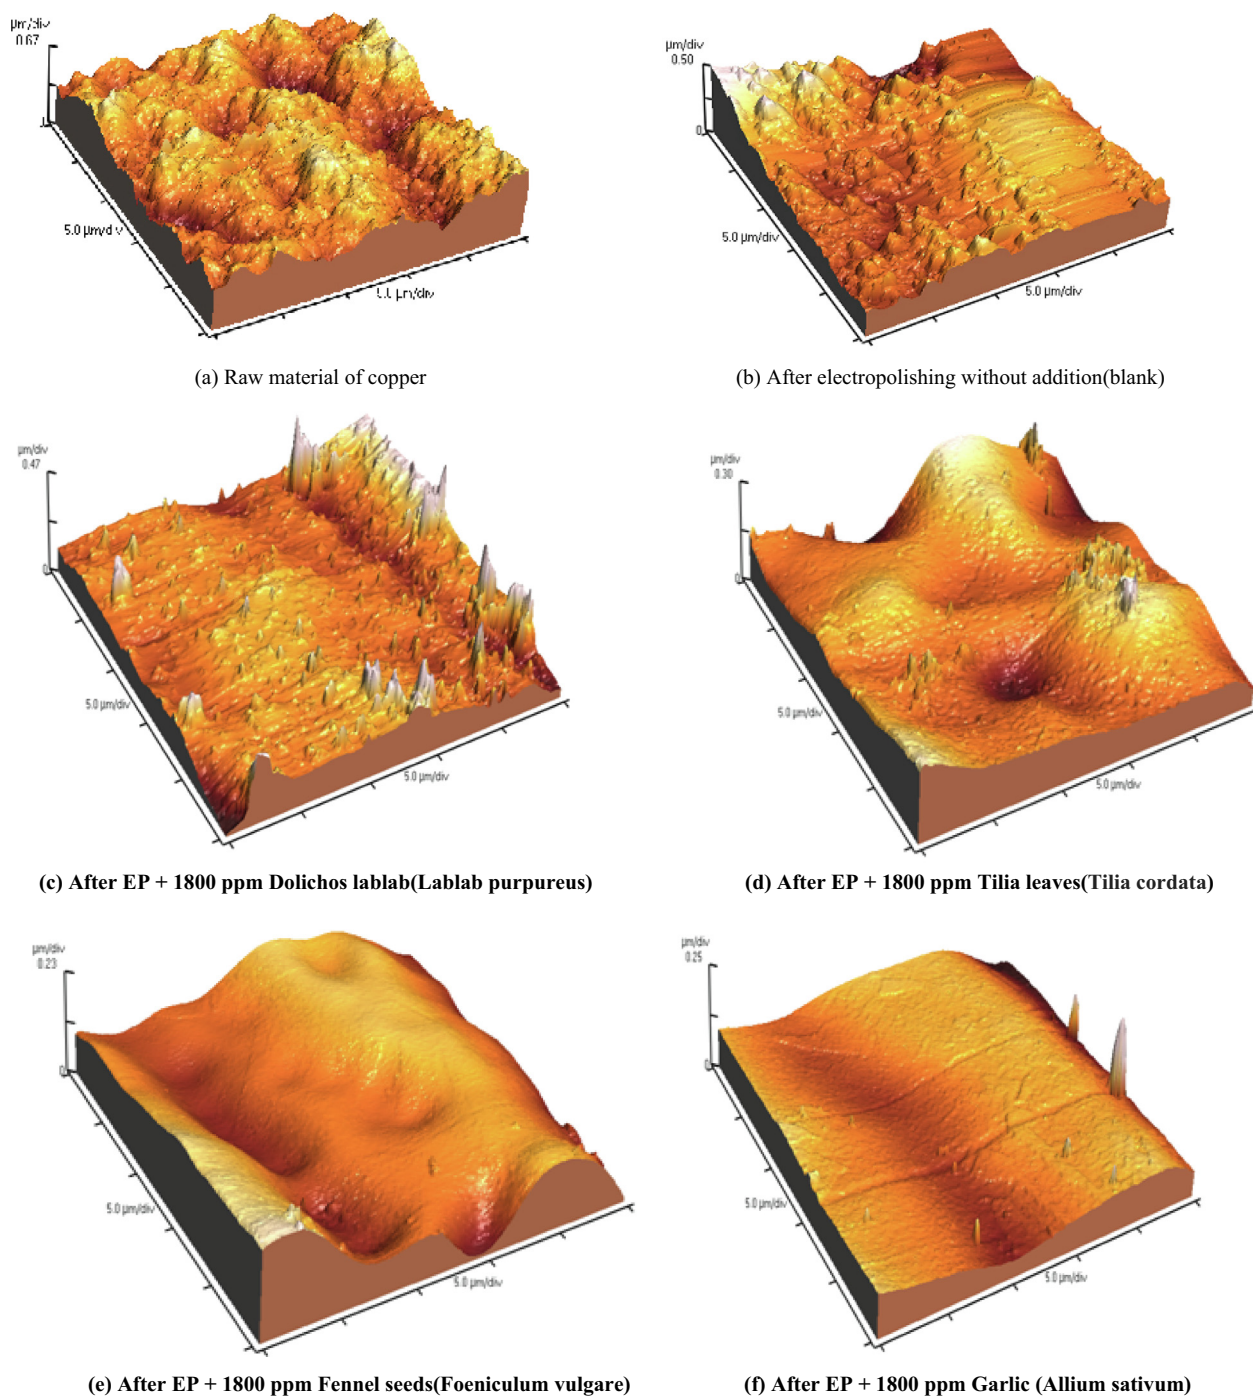 µm/div
0.67
5.0 µm/div
5.0 µm/div
(a) Raw material of copper
µm/div
0.50
0
5.0 µm/div
5.0 µm/div
(b) After electropolishing without addition(blank)
µm/div
0.47
0
5.0 µm/div
5.0 µm/div
(c) After EP + 1800 ppm Dolichos lablab(Lablab purpureus)
µm/div
0.30
0
5.0 µm/div
5.0 µm/div
(d) After EP + 1800 ppm Tilia leaves(Tilia cordata)
µm/div
0.23
0
5.0 µm/div
5.0 µm/div
(e) After EP + 1800 ppm Fennel seeds(Foeniculum vulgare)
µm/div
0.25
0
5.0 µm/div
5.0 µm/div
(f) After EP + 1800 ppm Garlic (Allium sativum)